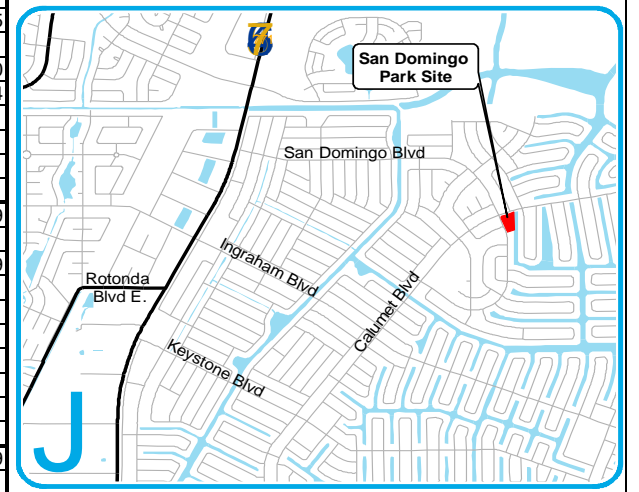 San Domingo
Park Site
San Domingo Blvd
Ingraham Blvd
Rotonda
Blvd E.
Calumet Blvd
Keystone Blvd
J